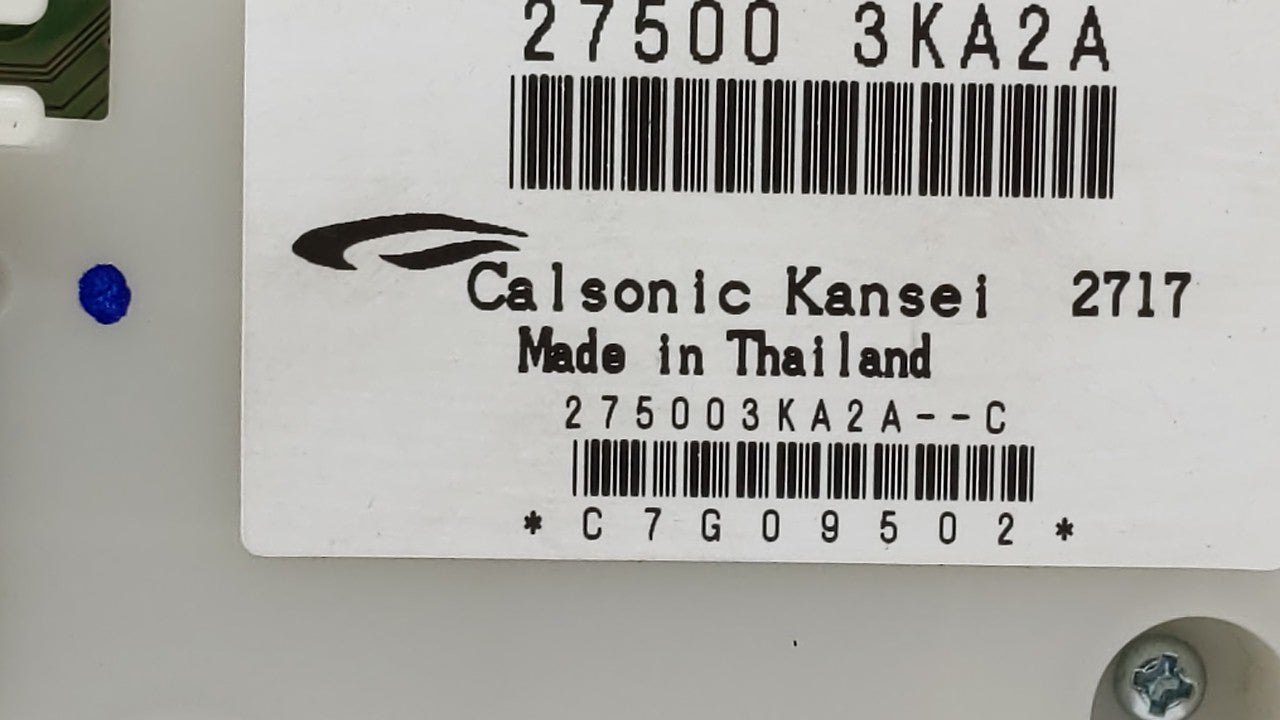 27500 3KA2A
Calsonic Kansei 2717
Made in Thailand
275003KA2A--C
*C7G09502*